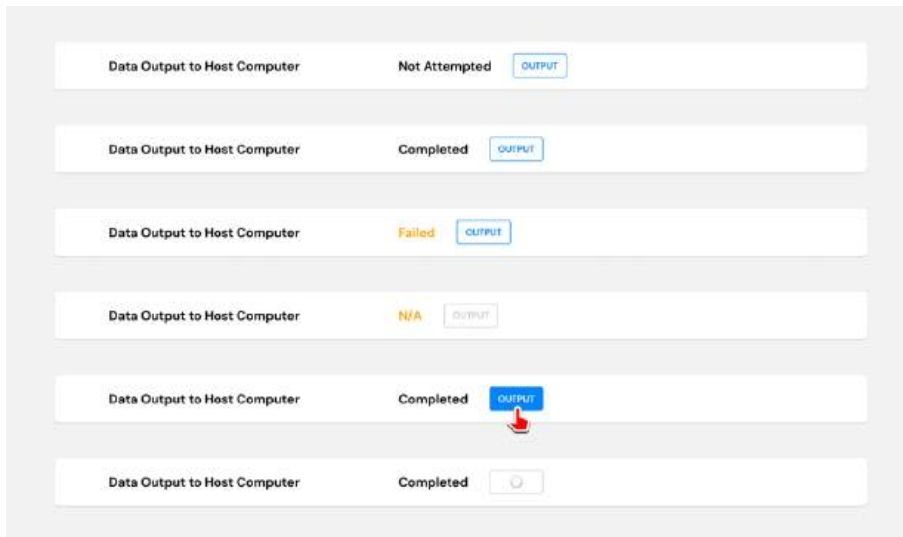 Data Output to Host Computer Not Attempted OUTPUT
Data Output to Host Computer Completed OUTPUT
Data Output to Host Computer Failed OUTPUT
Data Output to Host Computer N/A OUTPUT
Data Output to Host Computer Completed OUTPUT
Data Output to Host Computer Completed